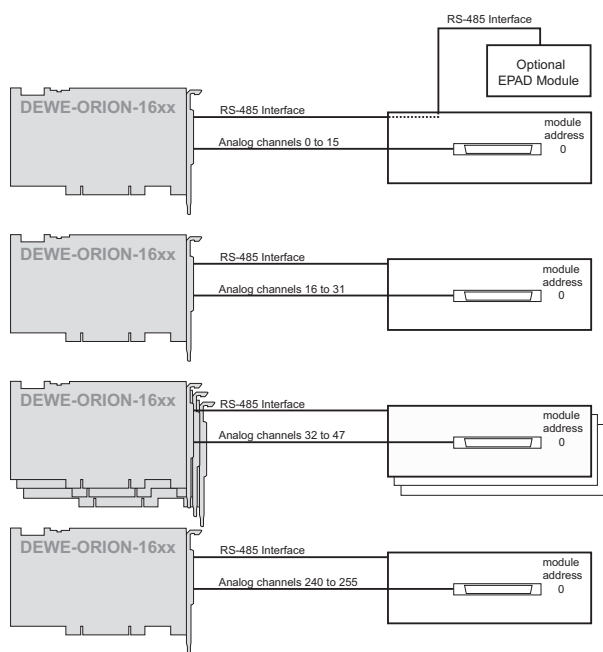 RS-485 Interface
Optional
EPAD Module
DEWE-ORION-16xx
RS-485 Interface
Analog channels 0 to 15
module
address
0
DEWE-ORION-16xx
RS-485 Interface
Analog channels 16 to 31
module
address
0
DEWE-ORION-16xx
RS-485 Interface
Analog channels 32 to 47
module
address
0
DEWE-ORION-16xx
RS-485 Interface
Analog channels 240 to 255
module
address
0